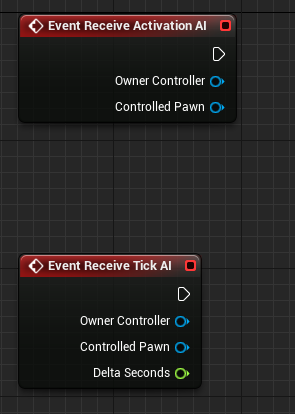 Event Receive Activation AI
Owner Controller
Controlled Pawn
Event Receive Tick AI
Owner Controller
Controlled Pawn
Delta Seconds